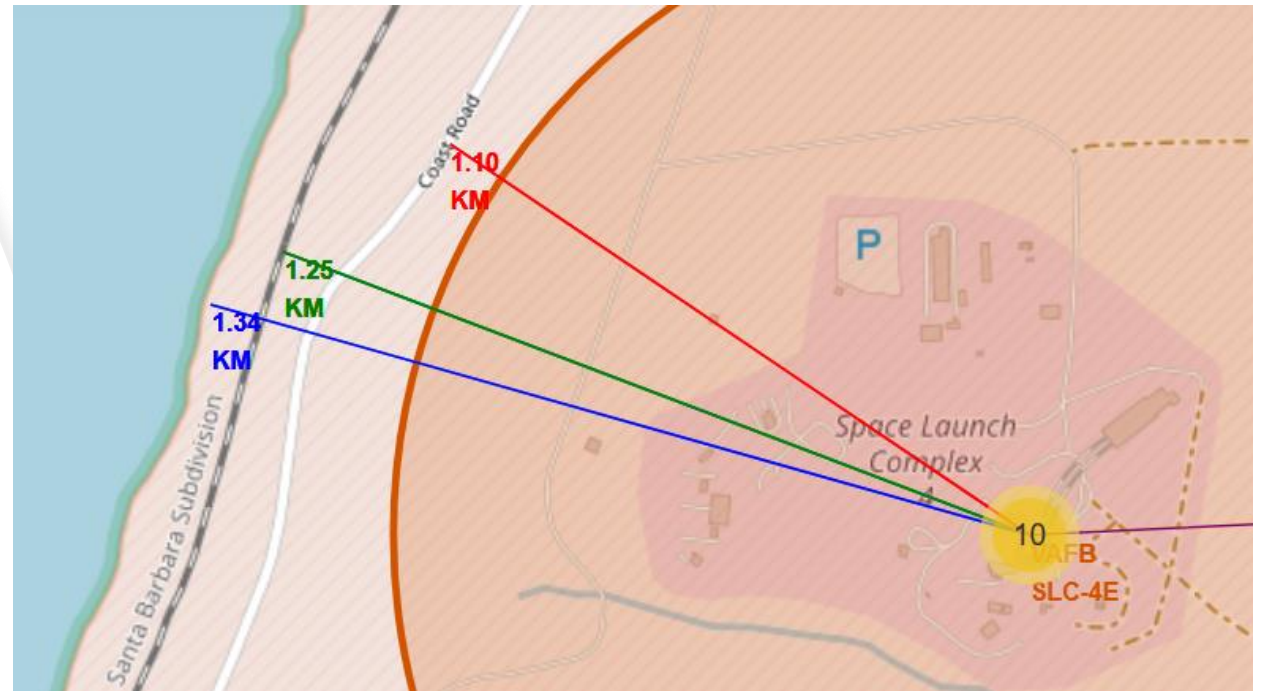 Coast Road
1.10
KM
P
1.25
KM
1.34
KM
Santa Barbara Subdivision
Space Launch
Complex
4
10
VAFB
SLC-4E